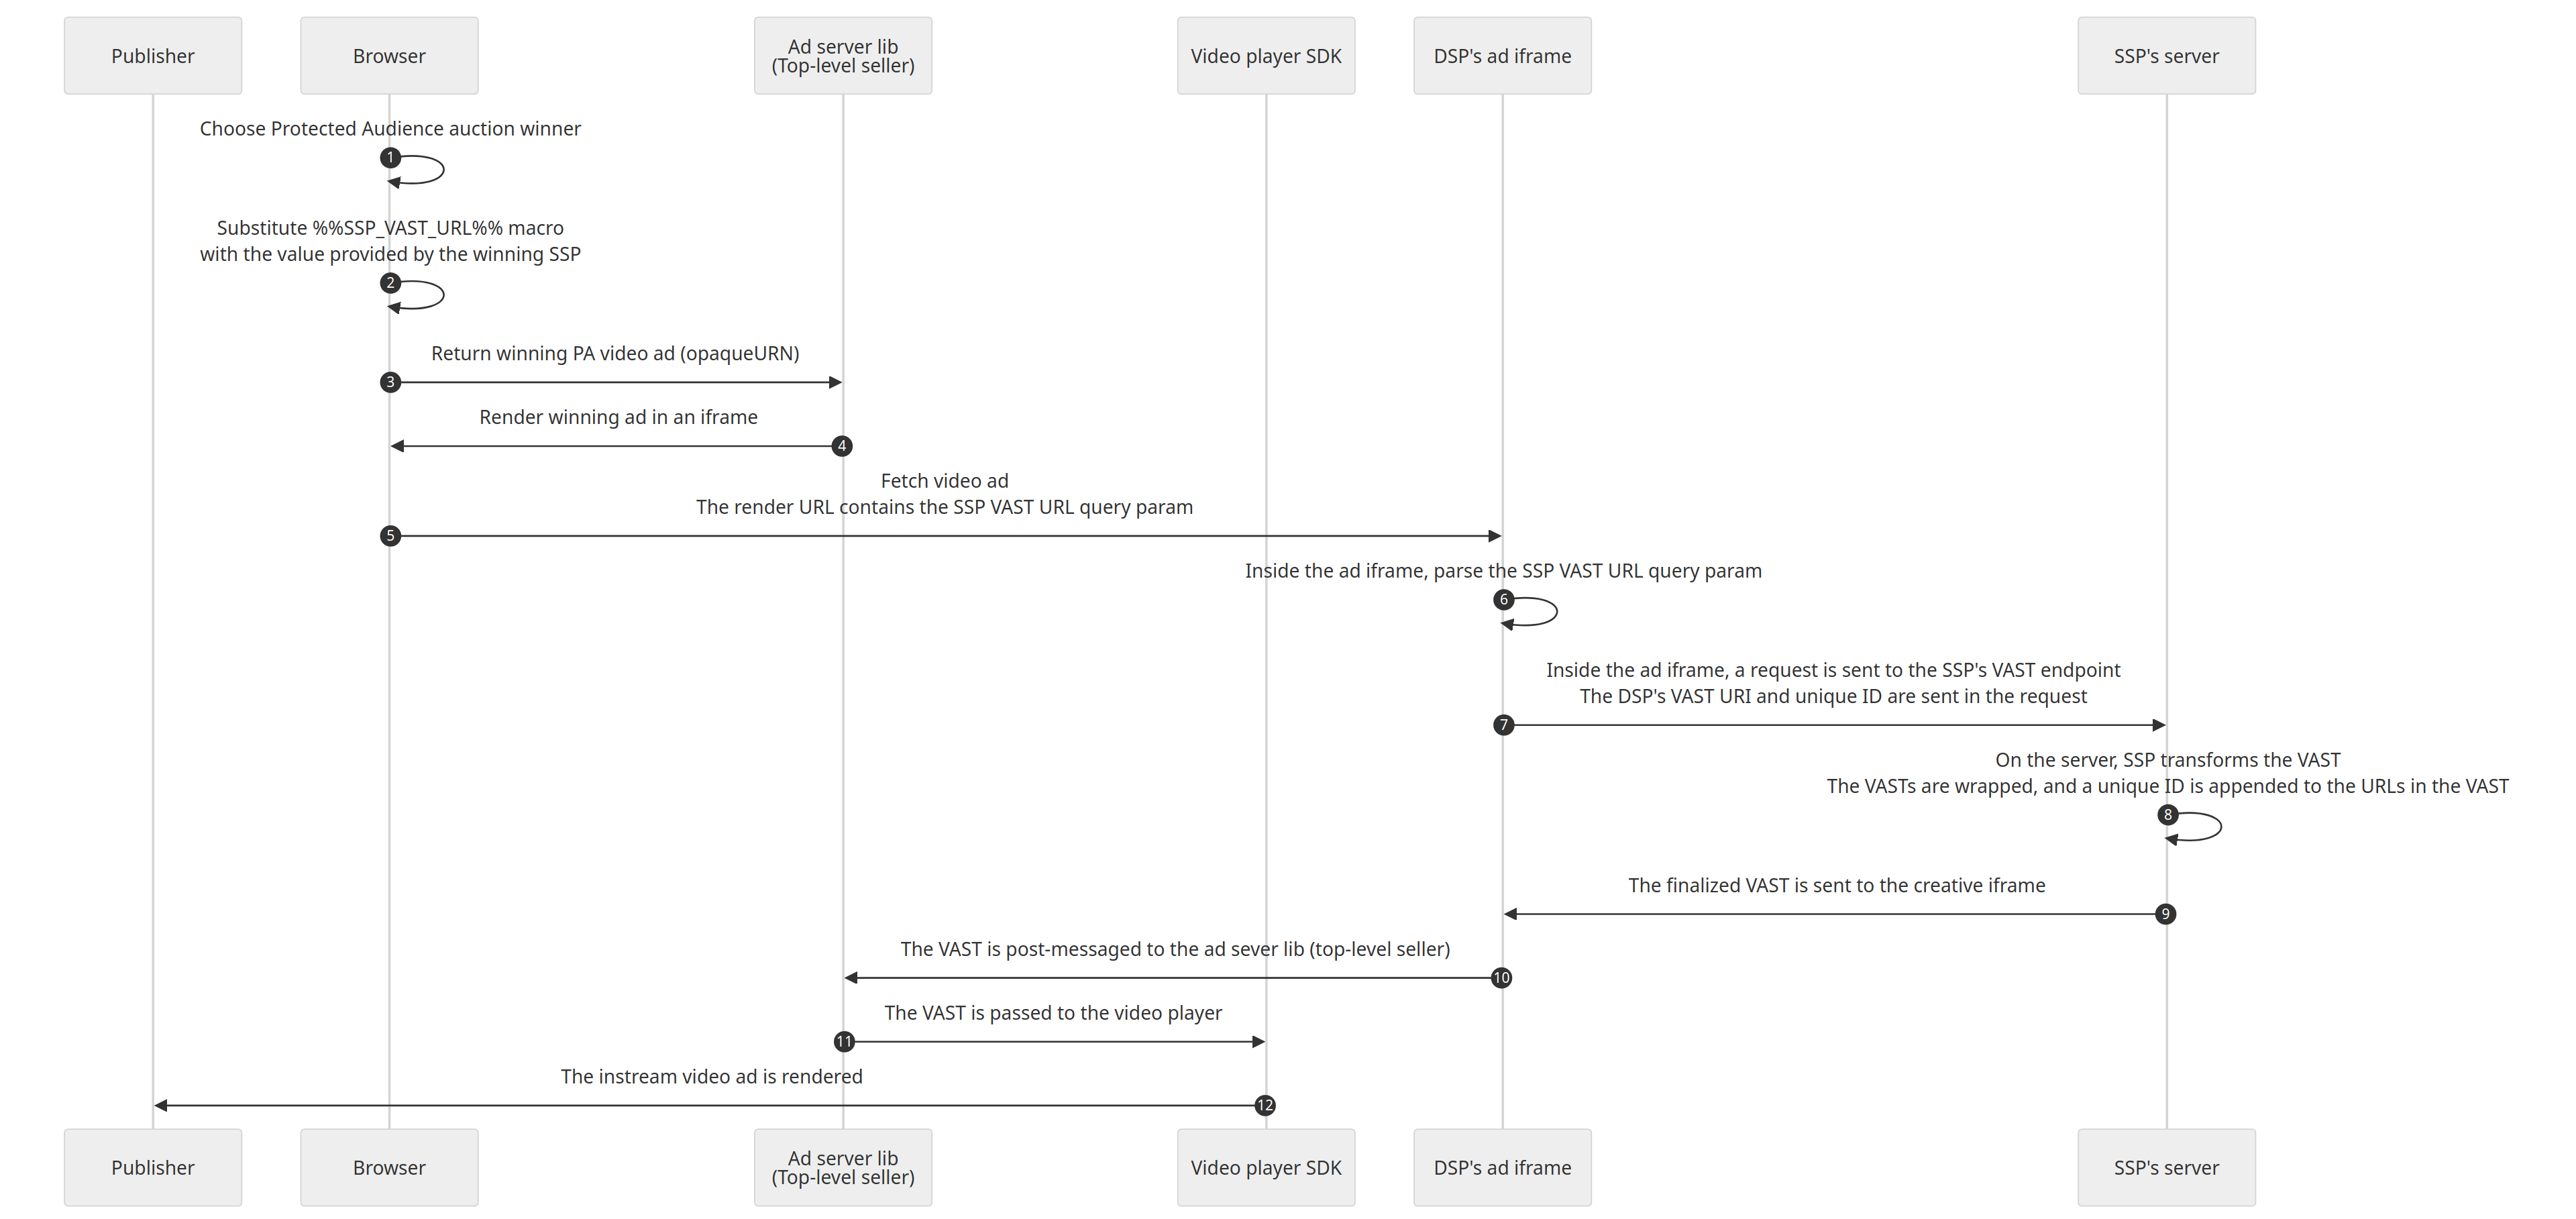 Publisher
Browser
Ad server lib
(Top-level seller)
Video player SDK
DSP's ad iframe
SSP's server
Choose Protected Audience auction winner
1
Substitute %%SSP_VAST_URL%% macro
with the value provided by the winning SSP
2
Return winning PA video ad (opaqueURN)
3
Render winning ad in an iframe
4
Fetch video ad
The render URL contains the SSP VAST URL query param
5
Inside the ad iframe, parse the SSP VAST URL query param
6
Inside the ad iframe, a request is sent to the SSP's VAST endpoint
The DSP's VAST URI and unique ID are sent in the request
7
On the server, SSP transforms the VAST
The VASTs are wrapped, and a unique ID is appended to the URLs in the VAST
8
The finalized VAST is sent to the creative iframe
9
The VAST is post-messaged to the ad sever lib (top-level seller)
10
The VAST is passed to the video player
11
The instream video ad is rendered
12
Publisher
Browser
Ad server lib
(Top-level seller)
Video player SDK
DSP's ad iframe
SSP's server